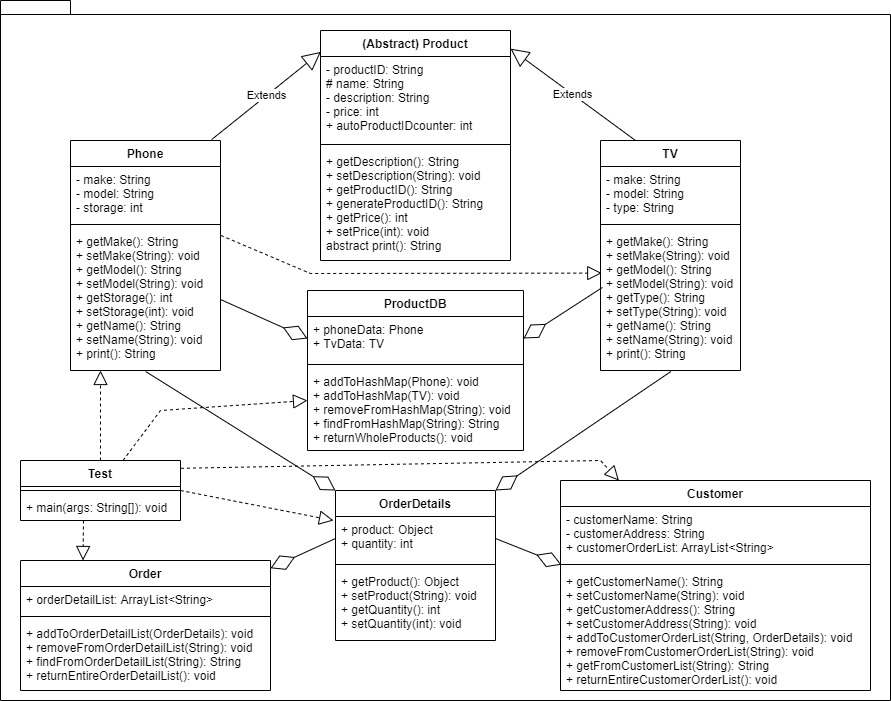 (Abstract) Product
- productID: String
# name: String
- description: String
- price: int
+ autoProductIDcounter: int
+ getDescription(): String
+ setDescription(String): void
+ getProductID(): String
+ generateProductID(): String
+ getPrice(): int
+ setPrice(int): void
abstract print(): String
Extends
Extends
Phone
- make: String
- model: String
- storage: int
+ getMake(): String
+ setMake(String): void
+ getModel(): String
+ setModel(String): void
+ getStorage(): int
+ setStorage(int): void
+ getName(): String
+ setName(String): void
+ print(): String
TV
- make: String
- model: String
- type: String
+ getMake(): String
+ setMake(String): void
+ getModel(): String
+ setModel(String): void
+ getType(): String
+ setType(String): void
+ getName(): String
+ setName(String): void
+ print(): String
ProductDB
+ phoneData: Phone
+ TvData: TV
+ addToHashMap(Phone): void
+ addToHashMap(TV): void
+ removeFromHashMap(String): void
+ findFromHashMap(String): String
+ returnWholeProducts(): void
Test
+ main(args: String[]): void
OrderDetails
+ product: Object
+ quantity: int
+ getProduct(): Object
+ setProduct(String): void
+ getQuantity(): int
+ setQuantity(int): void
Customer
- customerName: String
- customerAddress: String
+ customerOrderList: ArrayList<String>
+ getCustomerName(): String
+ setCustomerName(String): void
+ getCustomerAddress(): String
+ setCustomerAddress(String): void
+ addToCustomerOrderList(String, OrderDetails): void
+ removeFromCustomerOrderList(String): void
+ getFromCustomerList(String): String
+ returnEntireCustomerOrderList(): void
Order
+ orderDetailList: ArrayList<String>
+ addToOrderDetailList(OrderDetails): void
+ removeFromOrderDetailList(String): void
+ findFromOrderDetailList(String): String
+ returnEntireOrderDetailList(): void